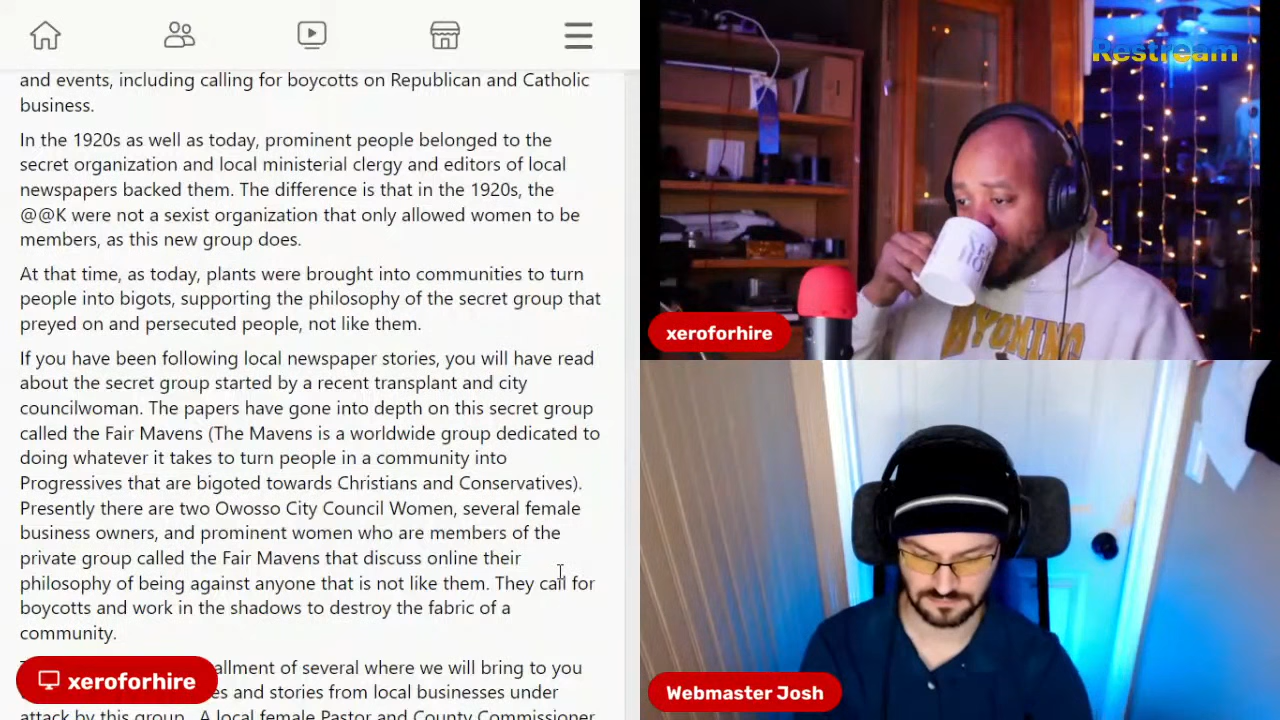 and events, including calling for boycotts on Republican and Catholic
business.
In the 1920s as well as today, prominent people belonged to the
secret organization and local ministerial clergy and editors of local
newspapers backed them. The difference is that in the 1920s, the
@@K were not a sexist organization that only allowed women to be
members, as this new group does.
At that time, as today, plants were brought into communities to turn
people into bigots, supporting the philosophy of the secret group that
preyed on and persecuted people, not like them.
If you have been following local newspaper stories, you will have read
about the secret group started by a recent transplant and city
councilwoman. The papers have gone into depth on this secret group
called the Fair Mavens (The Mavens is a worldwide group dedicated to
doing whatever it takes to turn people in a community into
Progressives that are bigoted towards Christians and Conservatives).
Presently there are two Owosso City Council Women, several female
business owners, and prominent women who are members of the
private group called the Fair Mavens that discuss online their
philosophy of being against anyone that is not like them. They call for
boycotts and work in the shadows to destroy the fabric of a
community.
allment of several where we will bring to you
es and stories from local businesses under
attack by this group. A local female Pastor and County Commissioner
xeroforhire
Restream
WYOMING
xeroforhire
Webmaster Josh